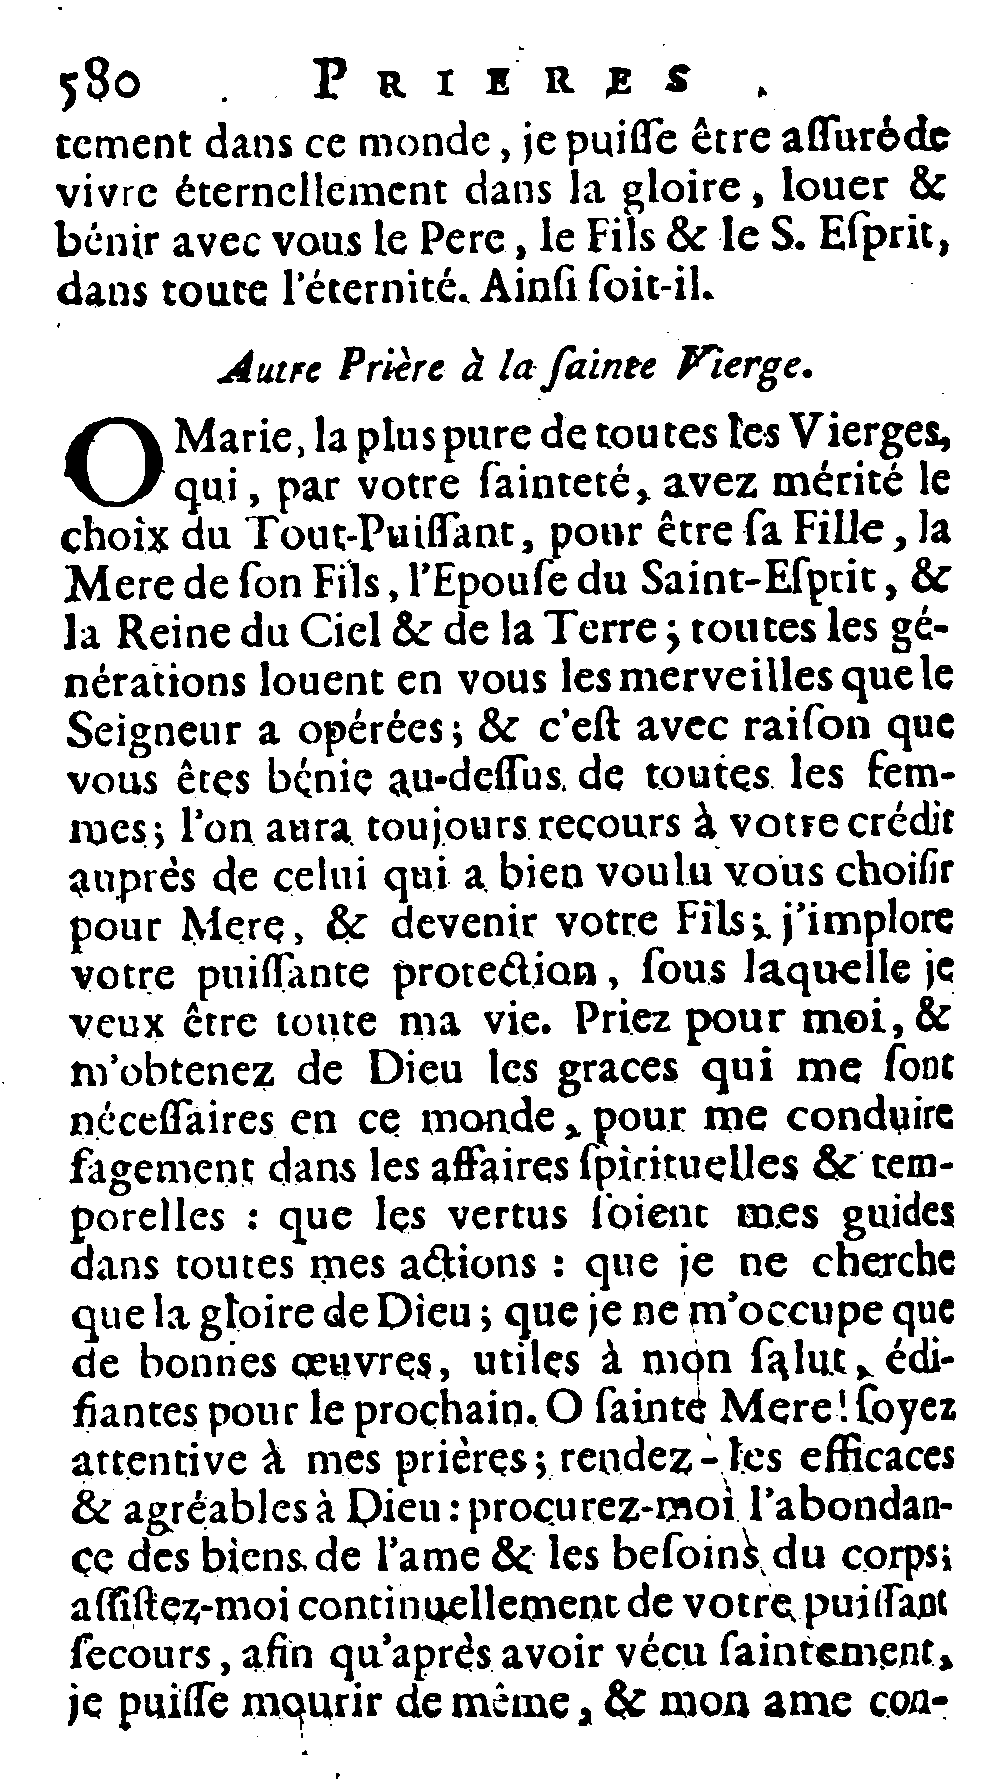 580 PRIERES
tement dans ce monde, je puiſſe être aſſuré de
vivre éternellement dans la gloire, louer &
bénir avec vous le Pere, le Fils & le S. Eſprit,
dans toute l'éternité. Ainſi ſoit-il.
Autre Prière à la ſainte Vierge.
O Marie, la plus pure de toutes les Vierges,
qui, par votre ſainteté, avez mérité le
choix du Tout-Puiſſant, pour être ſa Fille, la
Mere de ſon Fils, l'Epouſe du Saint-Eſprit, &
la Reine du Ciel & de la Terre; toutes les gé-
nérations louent en vous les merveilles que le
Seigneur a opérées; & c'eſt avec raiſon que
vous êtes bénie au-deſſus de toutes les fem-
mes; l'on aura toujours recours à votre crédit
auprès de celui qui a bien voulu vous choiſir
pour Mere, & devenir votre Fils; j'implore
votre puiſſante protection, ſous laquelle je
veux être toute ma vie. Priez pour moi, &
m'obtenez de Dieu les graces qui me ſont
néceſſaires en ce monde, pour me conduire
ſagement dans les affaires ſpirituelles & tem-
porelles : que les vertus ſoient mes guides
dans toutes mes actions : que je ne cherche
que la gloire de Dieu; que je ne m'occupe que
de bonnes œuvres, utiles à mon ſalut, édi-
fiantes pour le prochain. O ſainte Mere! ſoyez
attentive à mes prières; rendez-les efficaces
& agréables à Dieu: procurez-moi l'abondan-
ce des biens de l'ame & les beſoins du corps;
aſſiſtez-moi continuellement de votre puiſſant
ſecours, afin qu'après avoir vécu ſaintement,
je puiſſe mourir de même, & mon ame con-